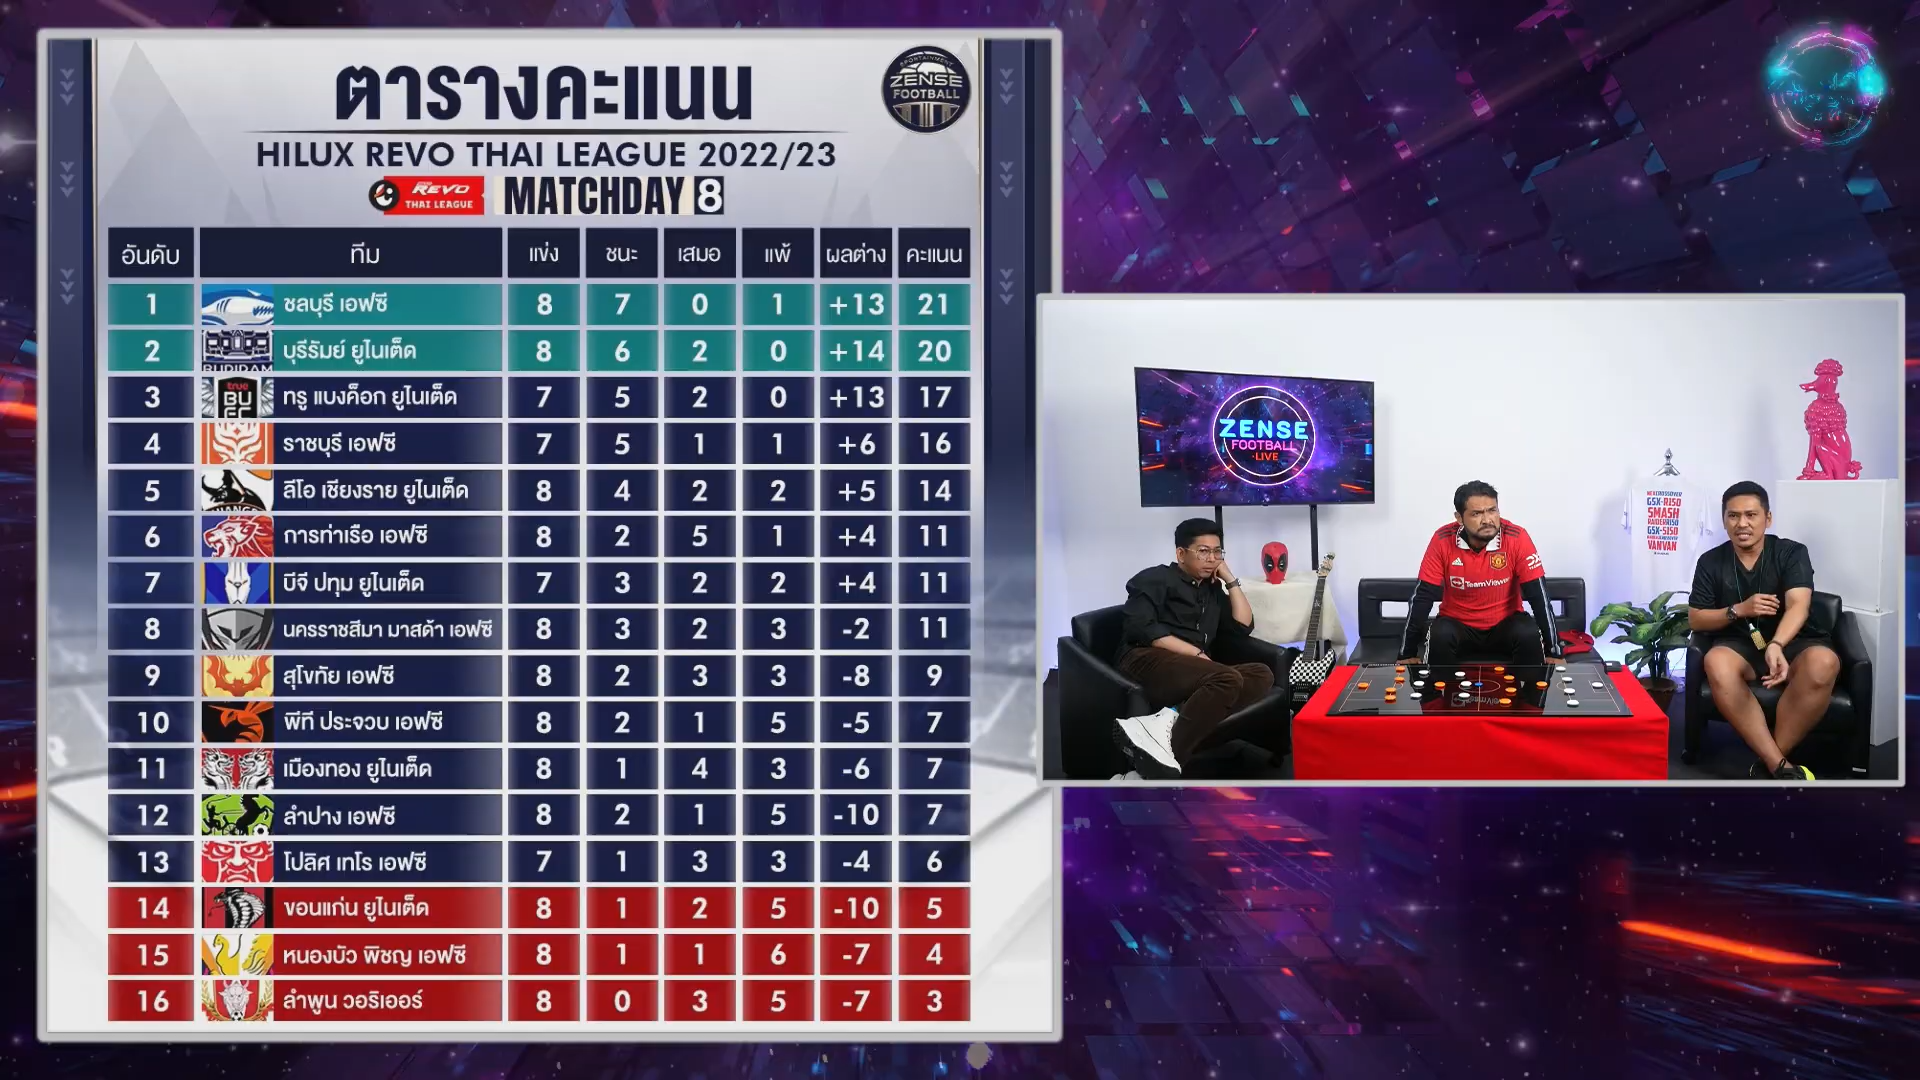 ตารางคะแนน
SPORTAINMENT
ZENSE
FOOTBALL
HILUX REVO THAI LEAGUE 2022/23
REVO
THAI LEAGUE
MATCHDAY 8
อันดับ ทีม แข่ง ชนะ เสมอ แพ้ ผลต่าง คะแนน
1 ชลบุรี เอฟซี 8 7 0 1 +13 21
2 บุรีรัมย์ ยูไนเต็ด 8 6 2 0 +14 20
3 ทรู แบงค็อก ยูไนเต็ด 7 5 2 0 +13 17
4 ราชบุรี เอฟซี 7 5 1 1 +6 16
5 ลีโอ เชียงราย ยูไนเต็ด 8 4 2 2 +5 14
6 การท่าเรือ เอฟซี 8 2 5 1 +4 11
7 บีจี ปทุม ยูไนเต็ด 7 3 2 2 +4 11
8 นครราชสีมา มาสด้า เอฟซี 8 3 2 3 -2 11
9 สุโขทัย เอฟซี 8 2 3 3 -8 9
10 พีที ประจวบ เอฟซี 8 2 1 5 -5 7
11 เมืองทอง ยูไนเต็ด 8 1 4 3 -6 7
12 ลำปาง เอฟซี 8 2 1 5 -10 7
13 โปลิศ เทโร เอฟซี 7 1 3 3 -4 6
14 ขอนแก่น ยูไนเต็ด 8 1 2 5 -10 5
15 หนองบัว พิชญ เอฟซี 8 1 1 6 -7 4
16 ลำพูน วอริเออร์ 8 0 3 5 -7 3
true
BU
ZENSE
FOOTBALL
LIVE
TeamViewer
GSX-R150
SMASH
GSX-S150
VANVAN